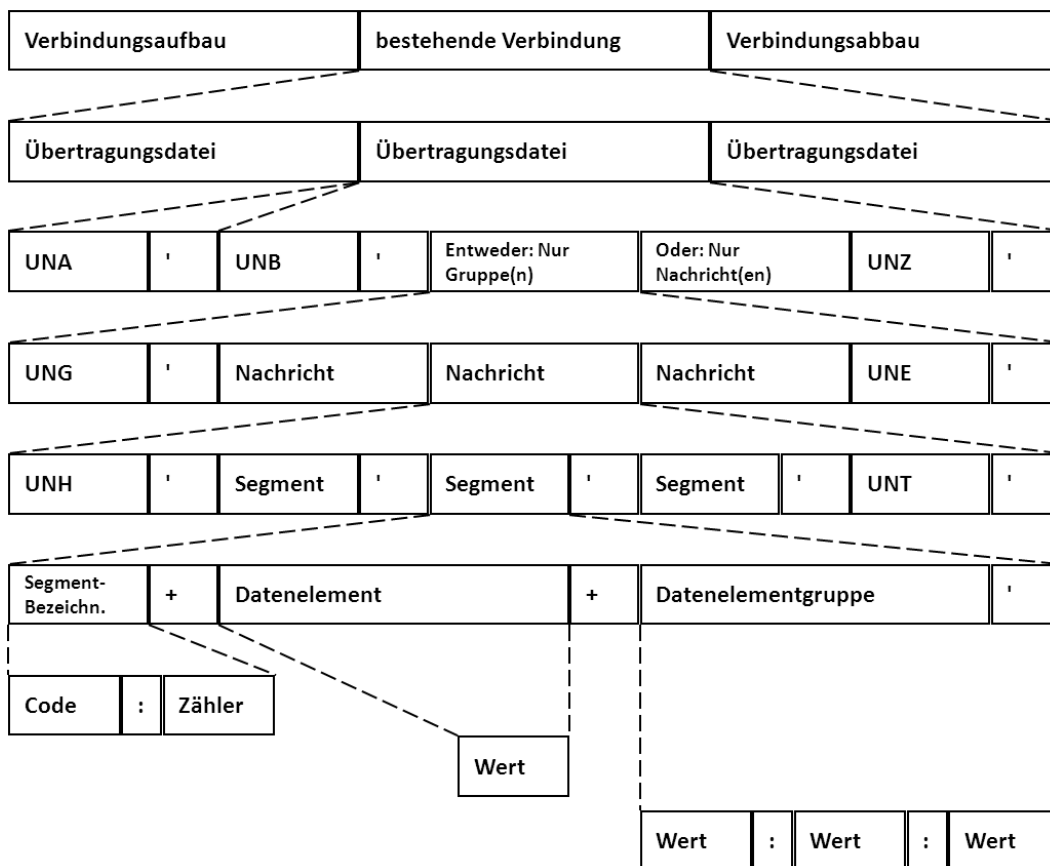 Verbindungsaufbau bestehende Verbindung Verbindungsabbau
Übertragungsdatei Übertragungsdatei Übertragungsdatei
UNA ' UNB ' Entweder: Nur Gruppe(n) Oder: Nur Nachricht(en) UNZ '
UNG ' Nachricht Nachricht Nachricht UNE '
UNH ' Segment ' Segment ' Segment ' UNT '
Segment-
Bezeichn. + Datenelement + Datenelementgruppe '
Code : Zähler
Wert
Wert : Wert : Wert